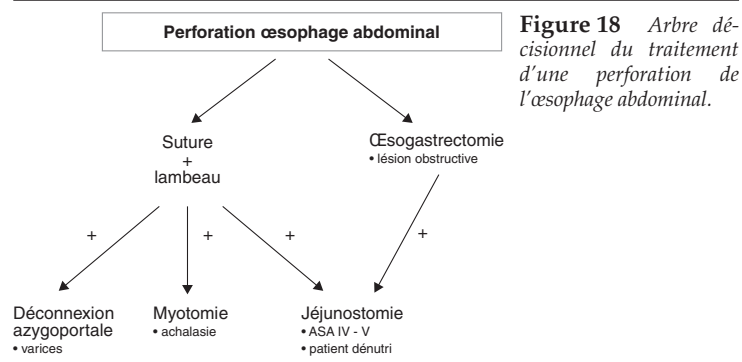 Perforation œsophage abdominal
Figure 18 Arbre dé-
cisionnel du traitement
d'une perforation de
l'œsophage abdominal.
Suture
+
lambeau
Œsogastrectomie
• lésion obstructive
+ + + +
Déconnexion
azygoportale
• varices
Myotomie
• achalasie
Jéjunostomie
• ASA IV - V
• patient dénutri